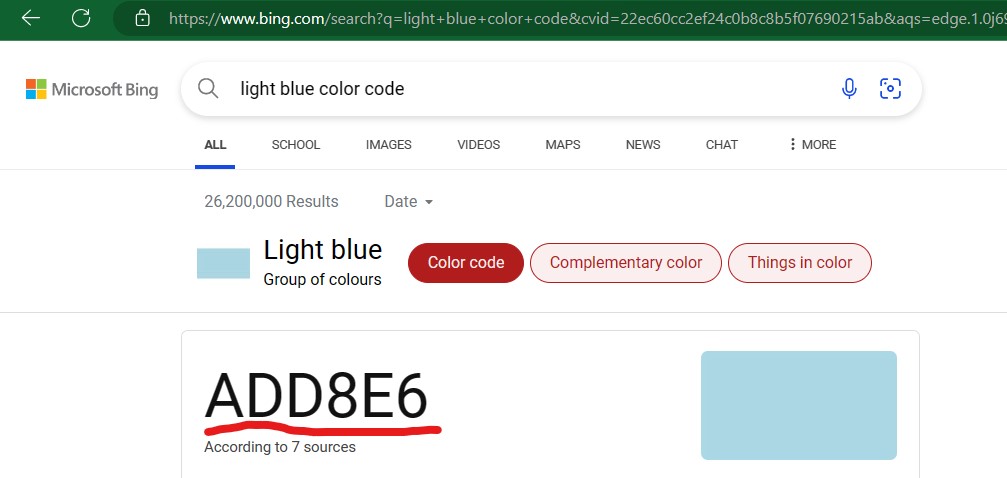 https://www.bing.com/search?q=light+blue+color+code&cvid=22ec60cc2ef24c0b8c8b5f07690215ab&aqs=edge.1.0j69
Microsoft Bing
light blue color code
ALL SCHOOL IMAGES VIDEOS MAPS NEWS CHAT MORE
26,200,000 Results Date
Light blue
Group of colours
Color code Complementary color Things in color
ADD8E6
According to 7 sources